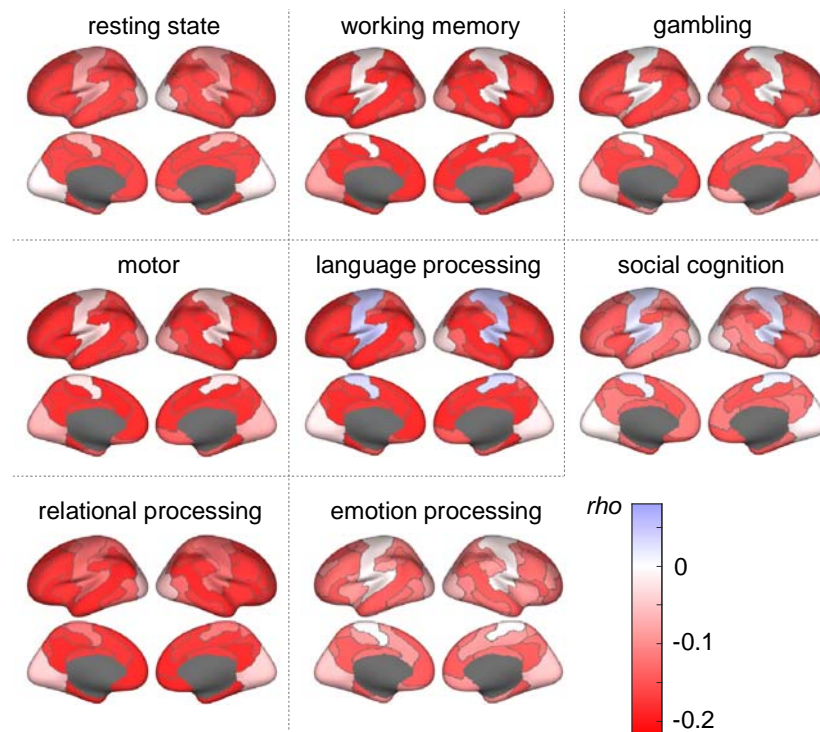 resting state
working memory
gambling
motor
language processing
social cognition
relational processing
emotion processing
rho
0
-0.1
-0.2